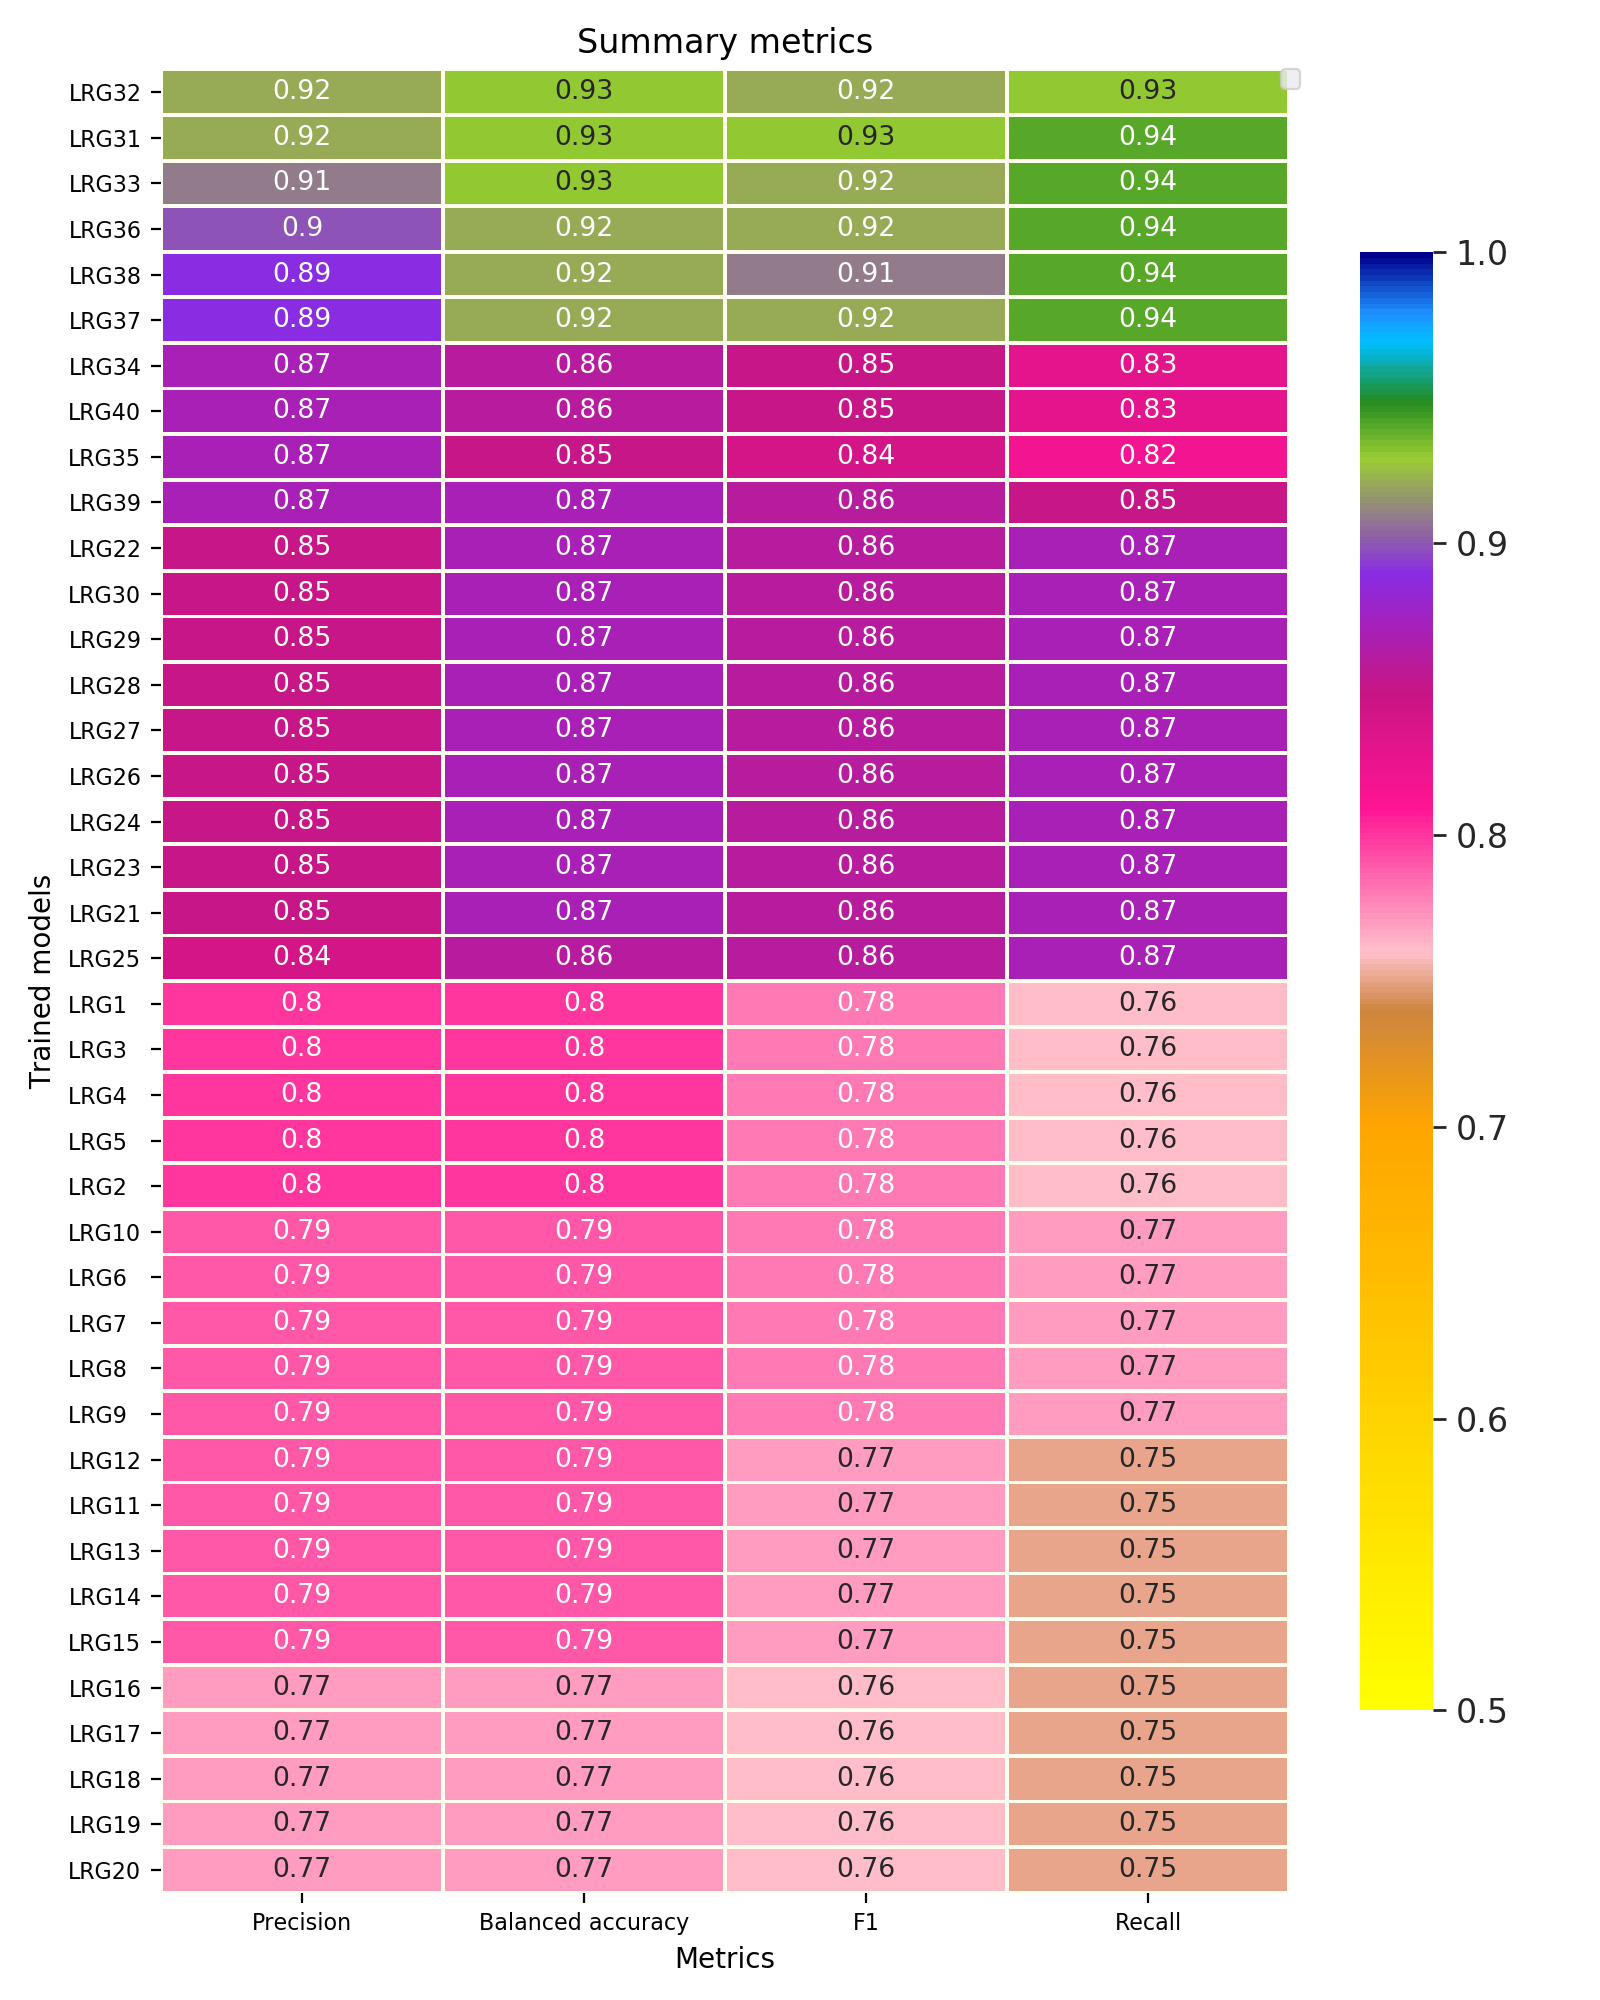 Summary metrics
LRG32 0.92 0.93 0.92 0.93
LRG31 0.92 0.93 0.93 0.94
LRG33 0.91 0.93 0.92 0.94
LRG36 0.9 0.92 0.92 0.94
LRG38 0.89 0.92 0.91 0.94
LRG37 0.89 0.92 0.92 0.94
LRG34 0.87 0.86 0.85 0.83
LRG40 0.87 0.86 0.85 0.83
LRG35 0.87 0.85 0.84 0.82
LRG39 0.87 0.87 0.86 0.85
LRG22 0.85 0.87 0.86 0.87
LRG30 0.85 0.87 0.86 0.87
LRG29 0.85 0.87 0.86 0.87
LRG28 0.85 0.87 0.86 0.87
LRG27 0.85 0.87 0.86 0.87
LRG26 0.85 0.87 0.86 0.87
LRG24 0.85 0.87 0.86 0.87
LRG23 0.85 0.87 0.86 0.87
LRG21 0.85 0.87 0.86 0.87
LRG25 0.84 0.86 0.86 0.87
LRG1 0.8 0.8 0.78 0.76
LRG3 0.8 0.8 0.78 0.76
LRG4 0.8 0.8 0.78 0.76
LRG5 0.8 0.8 0.78 0.76
LRG2 0.8 0.8 0.78 0.76
LRG10 0.79 0.79 0.78 0.77
LRG6 0.79 0.79 0.78 0.77
LRG7 0.79 0.79 0.78 0.77
LRG8 0.79 0.79 0.78 0.77
LRG9 0.79 0.79 0.78 0.77
LRG12 0.79 0.79 0.77 0.75
LRG11 0.79 0.79 0.77 0.75
LRG13 0.79 0.79 0.77 0.75
LRG14 0.79 0.79 0.77 0.75
LRG15 0.79 0.79 0.77 0.75
LRG16 0.77 0.77 0.76 0.75
LRG17 0.77 0.77 0.76 0.75
LRG18 0.77 0.77 0.76 0.75
LRG19 0.77 0.77 0.76 0.75
LRG20 0.77 0.77 0.76 0.75
Precision Balanced accuracy F1 Recall
Metrics
Trained models
1.0
0.9
0.8
0.7
0.6
0.5